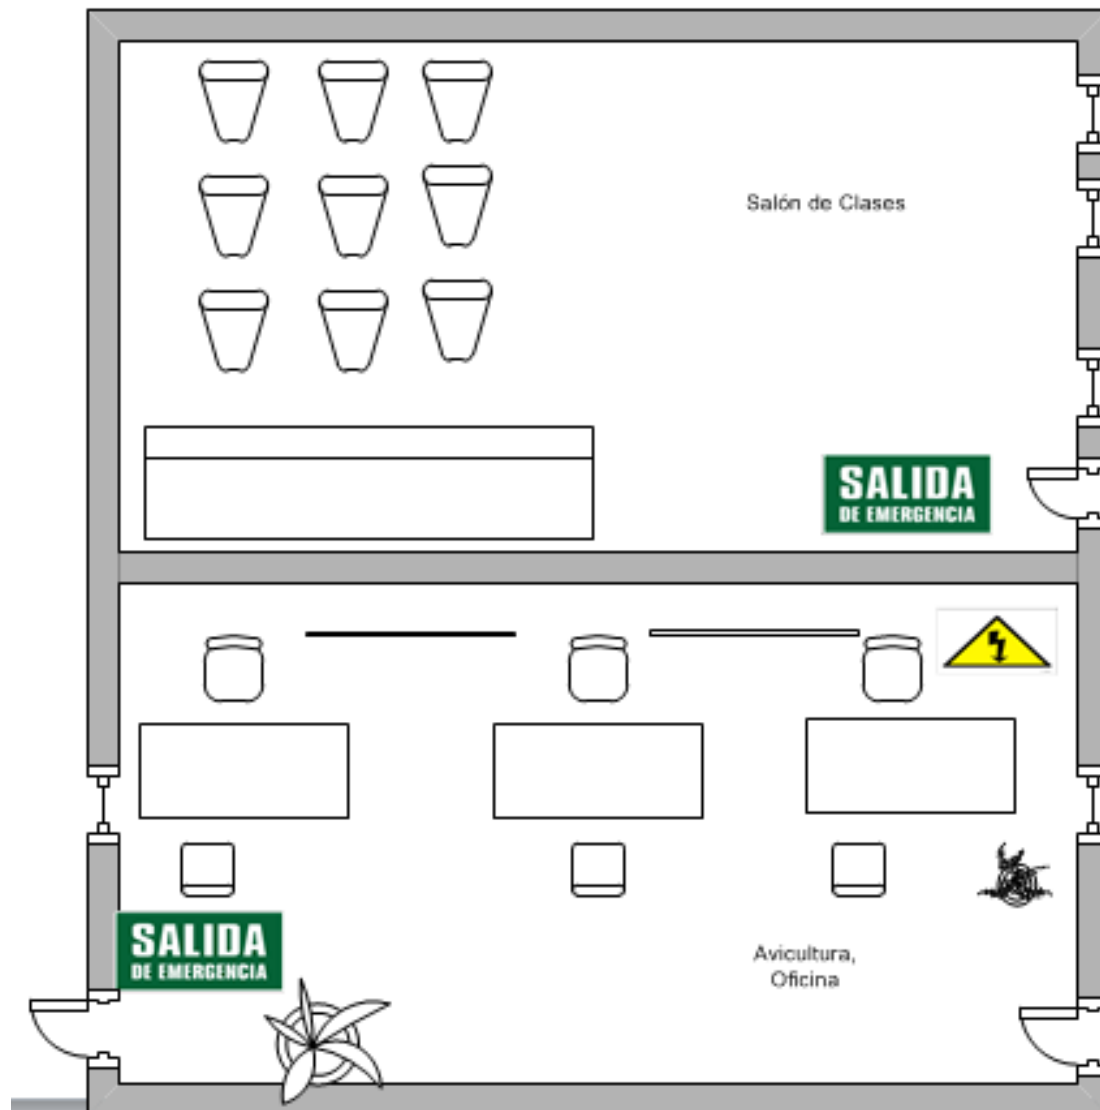 Salón de Clases
SALIDA
DE EMERGENCIA
SALIDA
DE EMERGENCIA
Avicultura,
Oficina